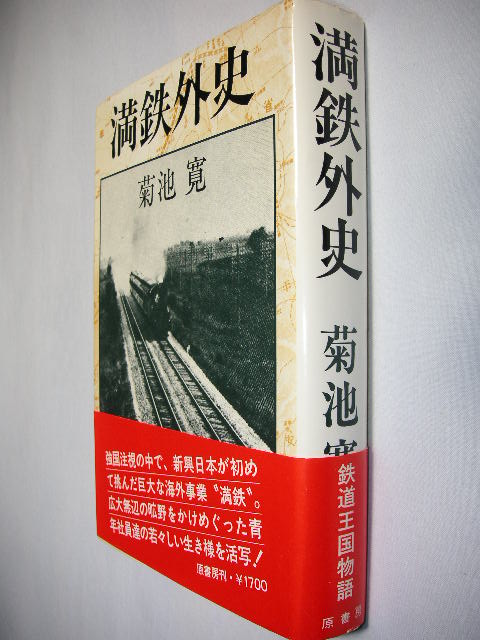 満鉄外史
菊池 寛
強国注視の中で、新興日本が初め
て挑んだ巨大な海外事業〝満鉄〟。
広大無辺の昿野をかけめぐった青
年社員達の若々しい生き様を活写!
原書房刊・¥1700
満鉄外史
菊池寛
鉄道王国物語
原書房